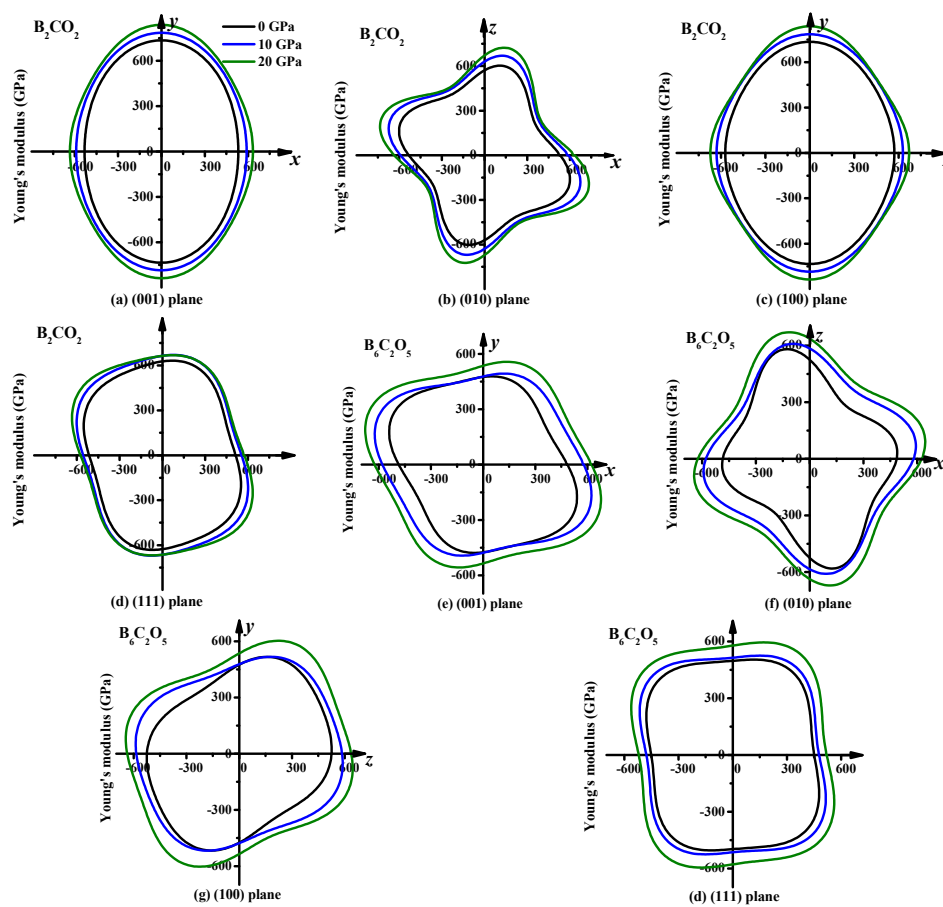 B2CO2
y
0 GPa
10 GPa
20 GPa
Young's modulus (GPa)
600
300
0
-300
-600
-600 -300 0 300 600
x
(a) (001) plane
B2CO2
z
Young's modulus (GPa)
600
300
0
-300
-600
-600 -300 0 300 600
x
(b) (010) plane
B2CO2
y
Young's modulus (GPa)
600
300
0
-300
-600
-600 -300 0 300 600
x
(c) (100) plane
B2CO2
Young's modulus (GPa)
600
300
0
-300
-600
-600 -300 0 300 600
(d) (111) plane
B6C2O5
y
Young's modulus (GPa)
600
300
0
-300
-600
-600 -300 0 300 600
x
(e) (001) plane
B6C2O5
z
Young's modulus (GPa)
600
300
0
-300
-600
-600 -300 0 300 600
x
(f) (010) plane
B6C2O5
y
Young's modulus (GPa)
600
300
0
-300
-600
-600 -300 0 300 600
z
(g) (100) plane
B6C2O5
Young's modulus (GPa)
600
300
0
-300
-600
-600 -300 0 300 600
(d) (111) plane